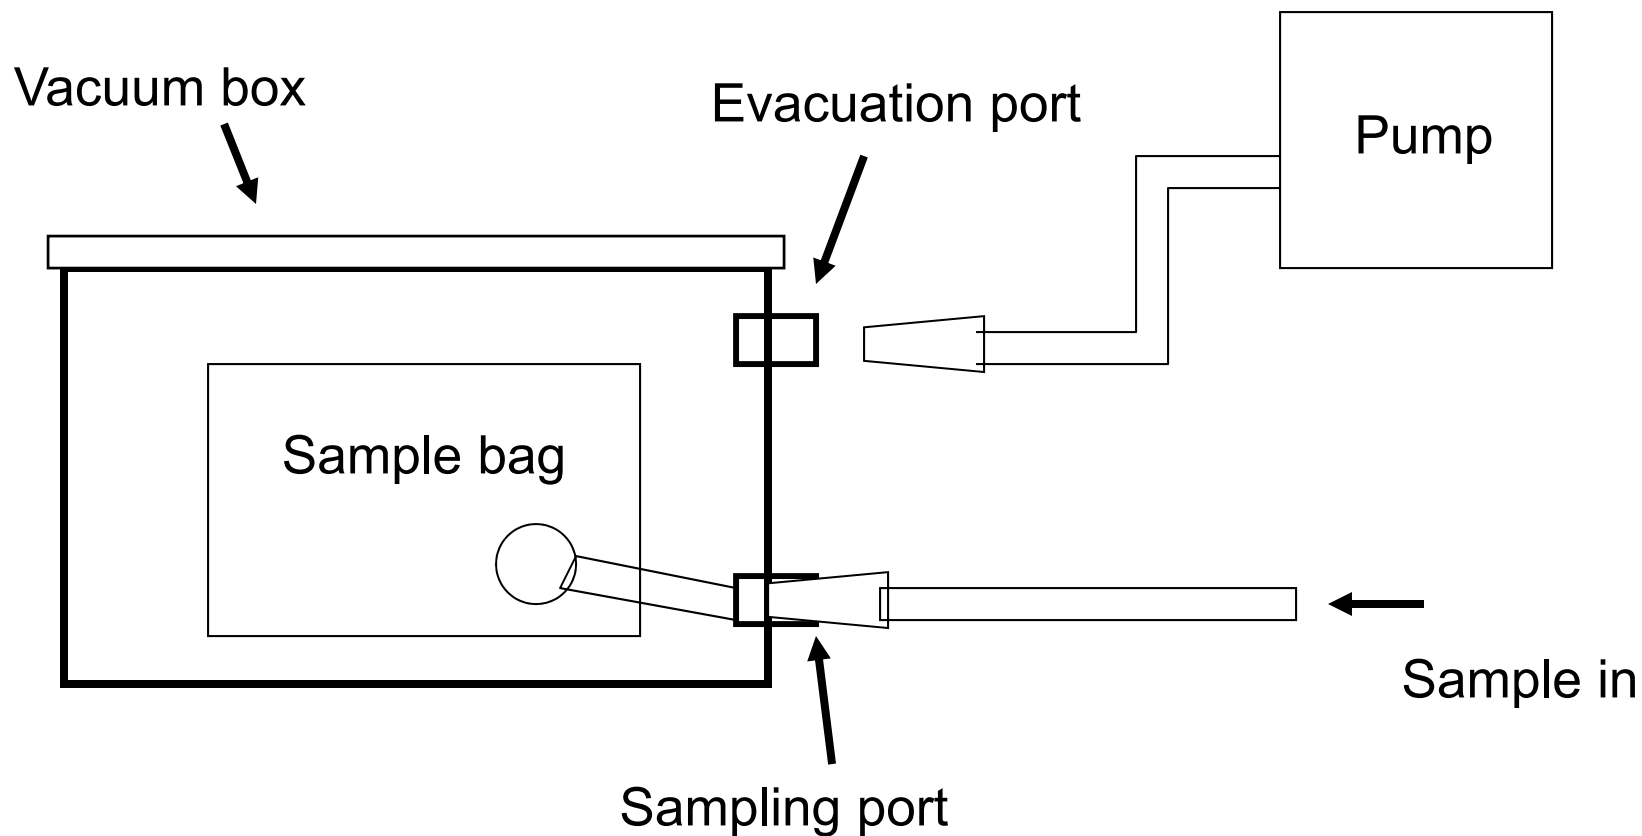 Vacuum box
Evacuation port
Pump
Sample bag
Sample in
Sampling port